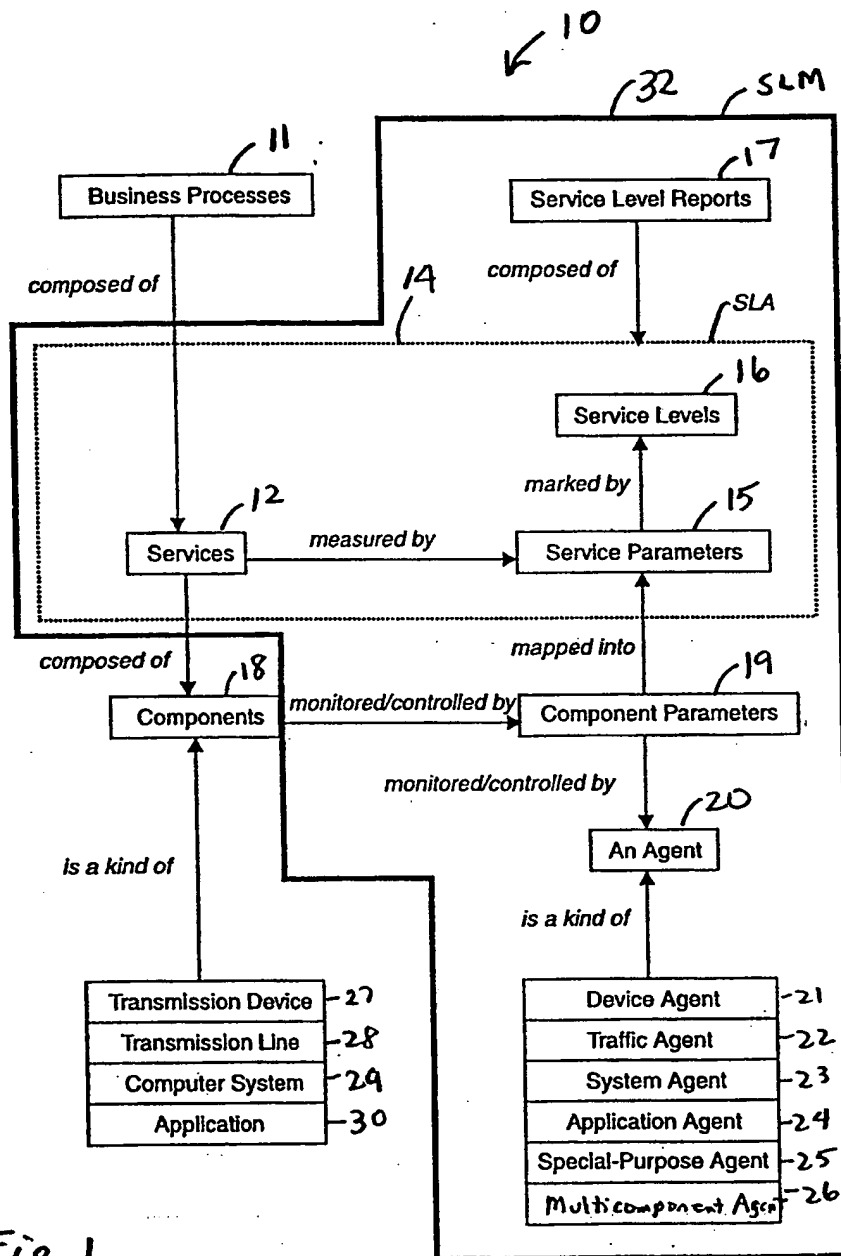 10
32 SLM
11
17
Business Processes
Service Level Reports
composed of
composed of
14
SLA
16
Service Levels
marked by
12
15
Services
measured by
Service Parameters
composed of
mapped into
18
19
Components
monitored/controlled by
Component Parameters
monitored/controlled by
20
An Agent
is a kind of
is a kind of
Transmission Device 27
Transmission Line 28
Computer System 29
Application 30
Device Agent 21
Traffic Agent 22
System Agent 23
Application Agent 24
Special-Purpose Agent 25
Multicomponent Agent 26
Fig. 1